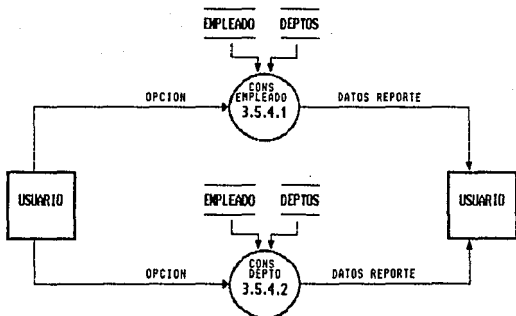 EMPLEADO DEPTOS
CONS
EMPLEADO
3.5.4.1
OPCION
DATOS REPORTE
USUARIO
USUARIO
EMPLEADO DEPTOS
CONS
DEPTO
3.5.4.2
OPCION
DATOS REPORTE